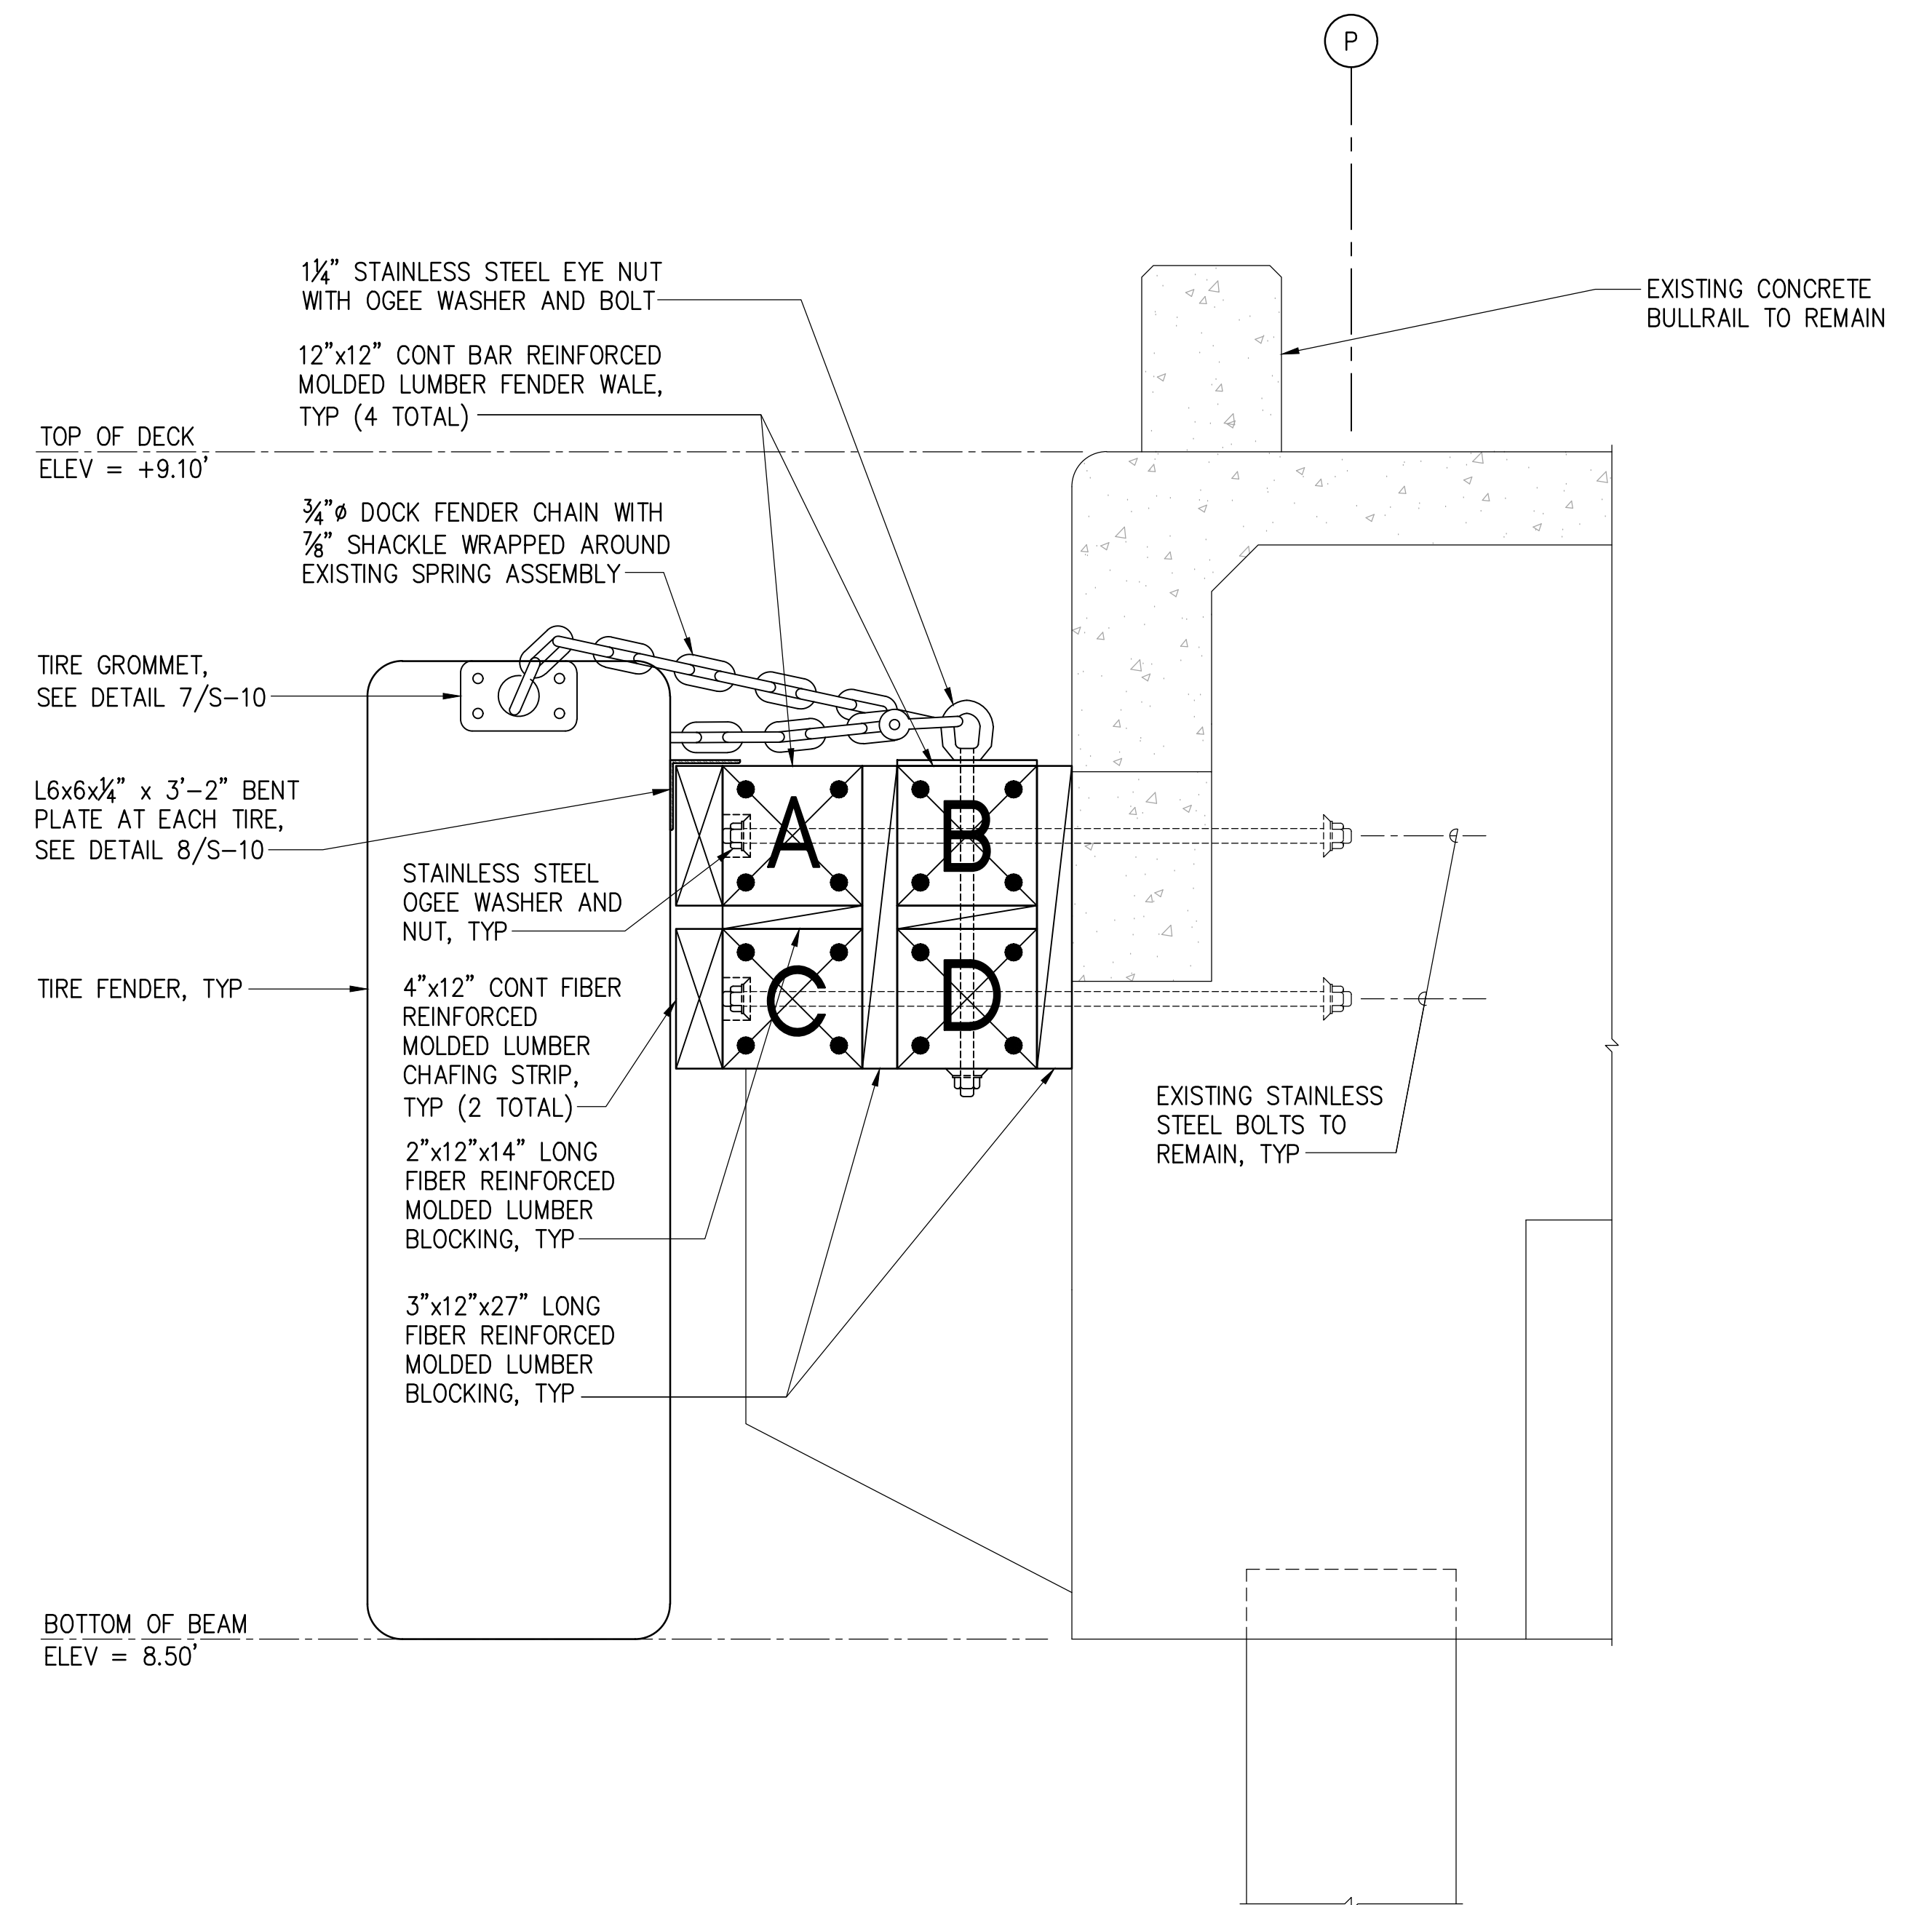 P
1¼” STAINLESS STEEL EYE NUT
WITH OGEE WASHER AND BOLT
EXISTING CONCRETE
BULLRAIL TO REMAIN
12”x12” CONT BAR REINFORCED
MOLDED LUMBER FENDER WALE,
TYP (4 TOTAL)
TOP OF DECK
ELEV = +9.10’
¾”ø DOCK FENDER CHAIN WITH
⅞” SHACKLE WRAPPED AROUND
EXISTING SPRING ASSEMBLY
TIRE GROMMET,
SEE DETAIL 7/S-10
L6x6x¼” x 3’-2” BENT
PLATE AT EACH TIRE,
SEE DETAIL 8/S-10
A
B
STAINLESS STEEL
OGEE WASHER AND
NUT, TYP
TIRE FENDER, TYP
C
D
4”x12” CONT FIBER
REINFORCED
MOLDED LUMBER
CHAFING STRIP,
TYP (2 TOTAL)
EXISTING STAINLESS
STEEL BOLTS TO
REMAIN, TYP
2”x12”x14” LONG
FIBER REINFORCED
MOLDED LUMBER
BLOCKING, TYP
3”x12”x27” LONG
FIBER REINFORCED
MOLDED LUMBER
BLOCKING, TYP
BOTTOM OF BEAM
ELEV = 8.50’